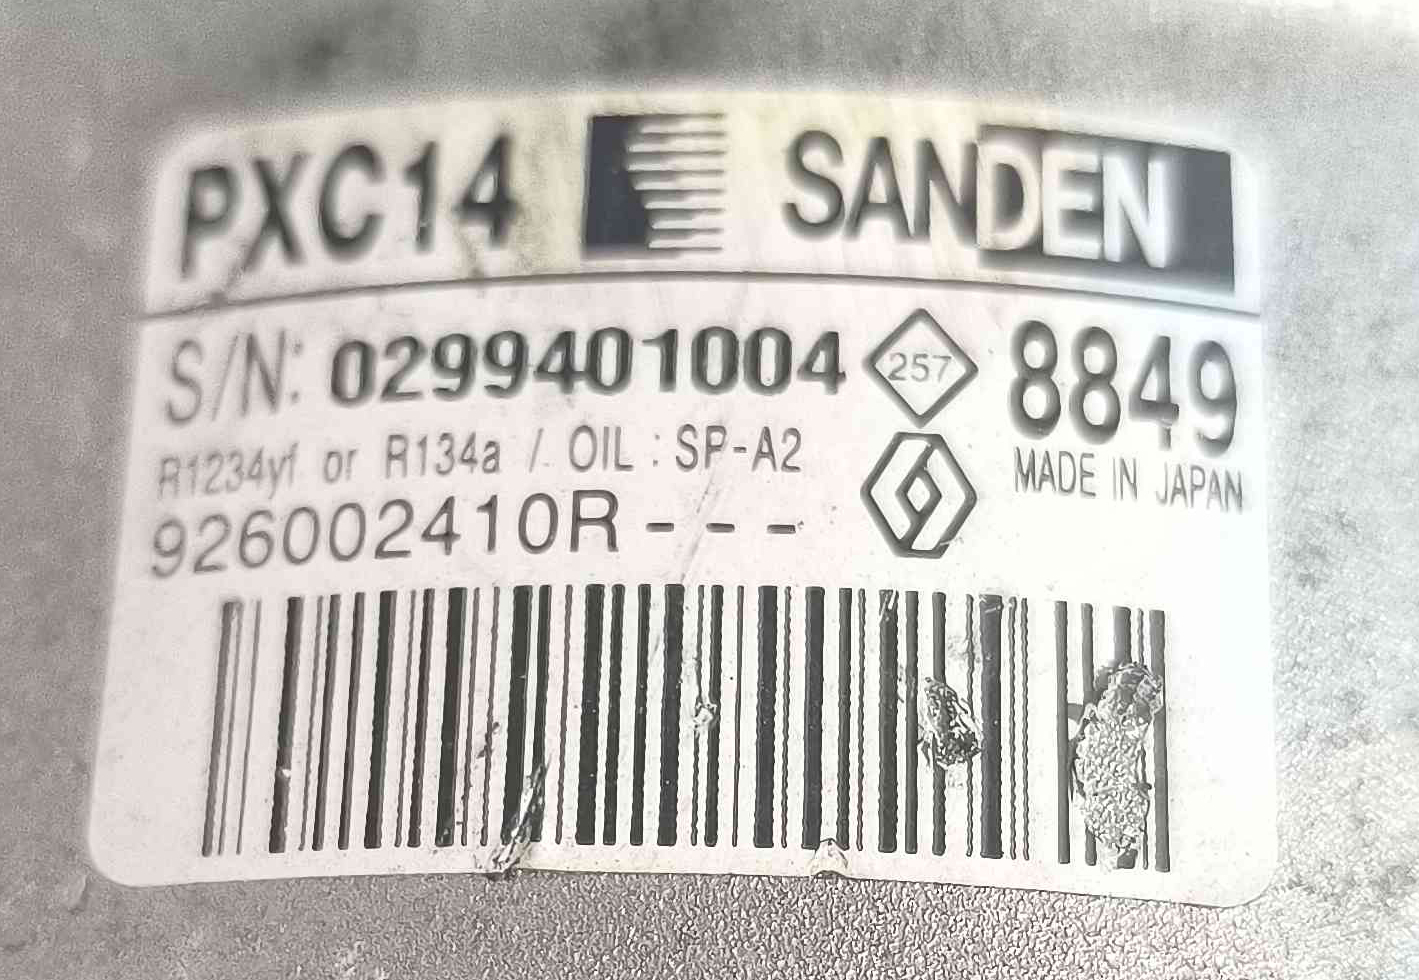 PXC14 SANDEN
S/N: 0299401004 257 8849
R1234yf or R134a / OIL : SP-A2 MADE IN JAPAN
926002410R - - -